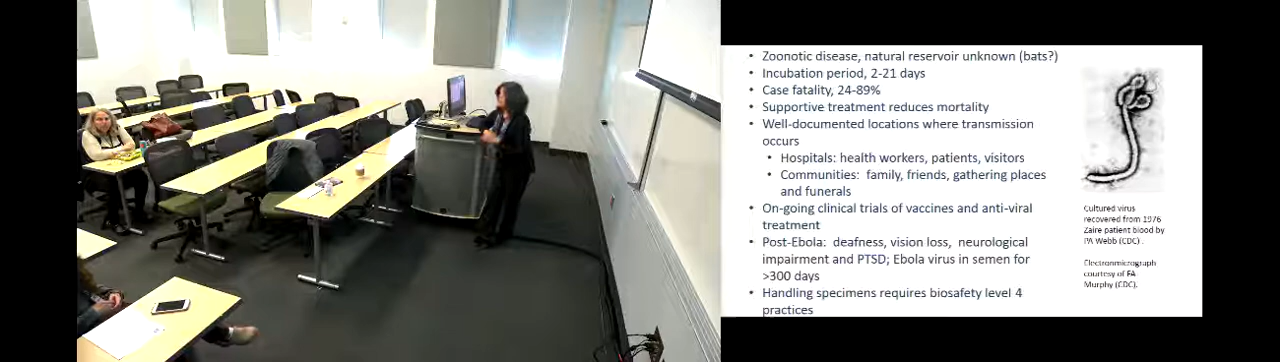 • Zoonotic disease, natural reservoir unknown (bats?)
• Incubation period, 2-21 days
• Case fatality, 24-89%
• Supportive treatment reduces mortality
• Well-documented locations where transmission
occurs
• Hospitals: health workers, patients, visitors
• Communities: family, friends, gathering places
and funerals
• On-going clinical trials of vaccines and anti-viral
treatment
• Post-Ebola: deafness, vision loss, neurological
impairment and PTSD; Ebola virus in semen for
>300 days
• Handling specimens requires biosafety level 4
practices
Cultured virus
recovered from 1976
Zaire patient blood by
PA Webb (CDC) .
Electronmicrograph
courtesy of FA
Murphy (CDC).